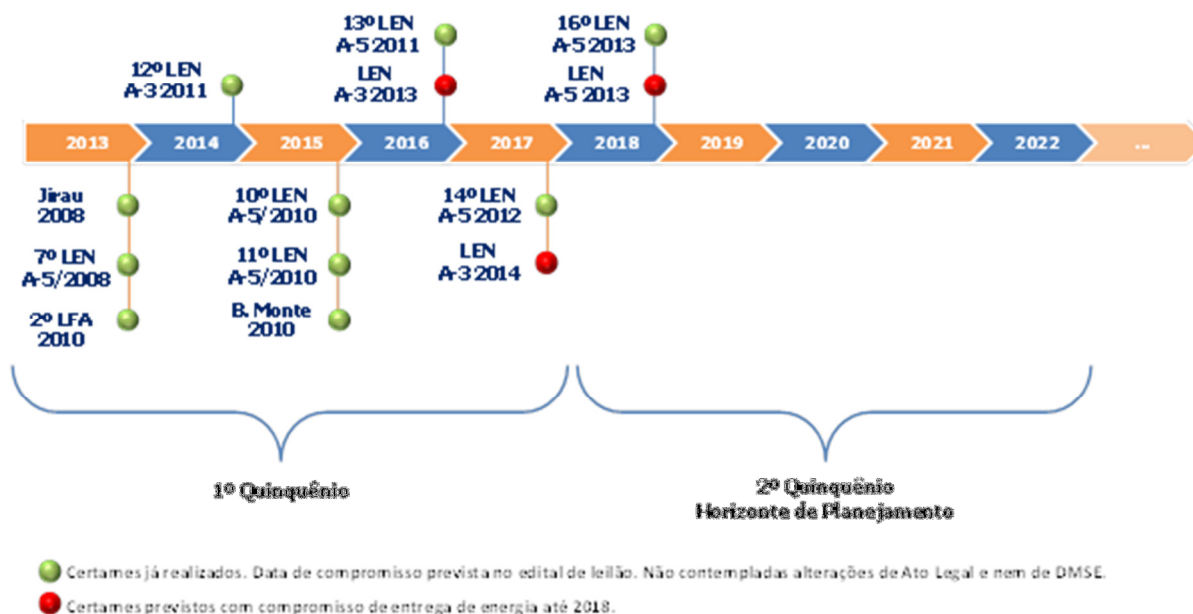 13º LEN
A-5 2011
16º LEN
A-5 2013
12º LEN
A-3 2011
LEN
A-3 2013
LEN
A-5 2013
2013 2014 2015 2016 2017 2018 2019 2020 2021 2022 ...
Jirau
2008
10º LEN
A-5/2010
14º LEN
A-5 2012
7º LEN
A-5/2008
11º LEN
A-5/2010
LEN
A-3 2014
2º LFA
2010
B. Monte
2010
1º Quinquênio
2º Quinquênio
Horizonte de Planejamento
Certames já realizados. Data de compromisso prevista no edital de leilão. Não contempladas alterações de Ato Legal e nem de DMSE.
Certames previstos com compromisso de entrega de energia até 2018.